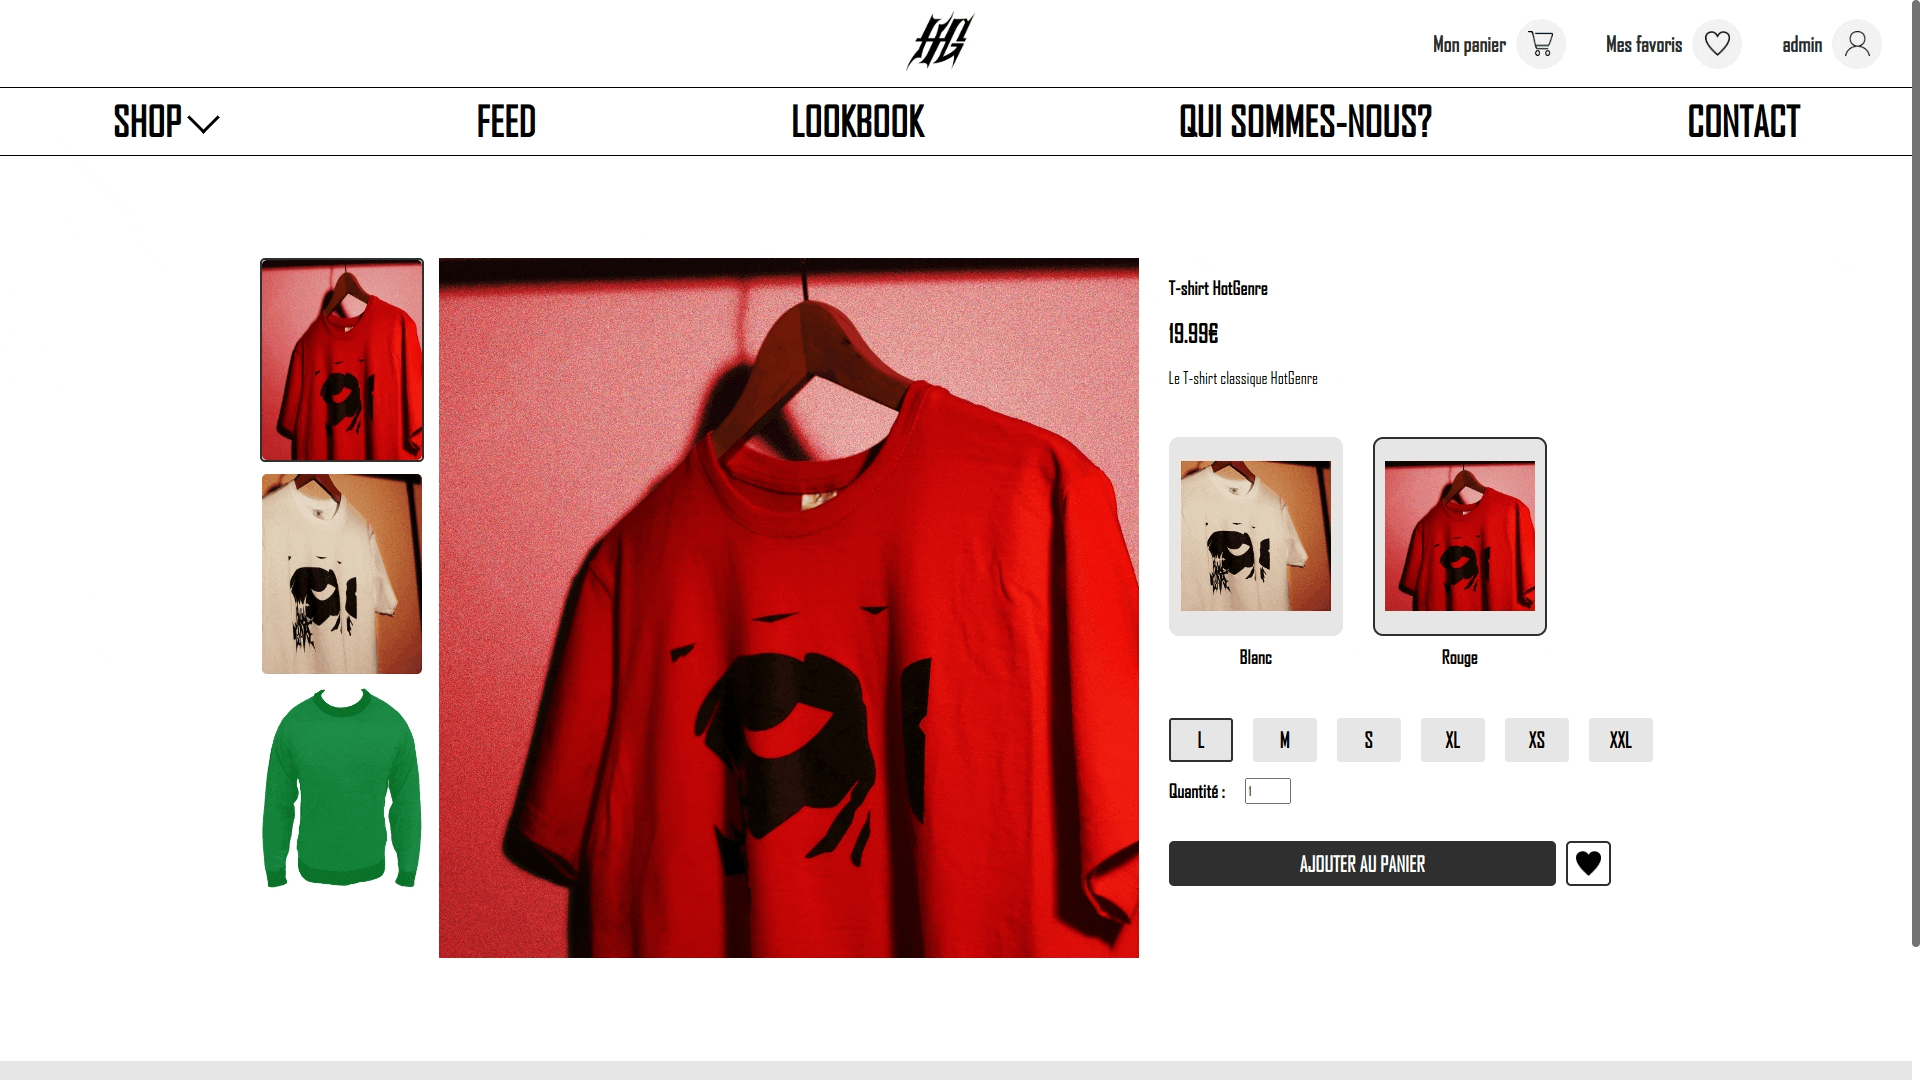 HG
Mon panier
Mes favoris
admin
SHOP
FEED
LOOKBOOK
QUI SOMMES-NOUS?
CONTACT
T-shirt HotGenre
19.99€
Le T-shirt classique HotGenre
Blanc
Rouge
L
M
S
XL
XS
XXL
Quantité :
1
AJOUTER AU PANIER